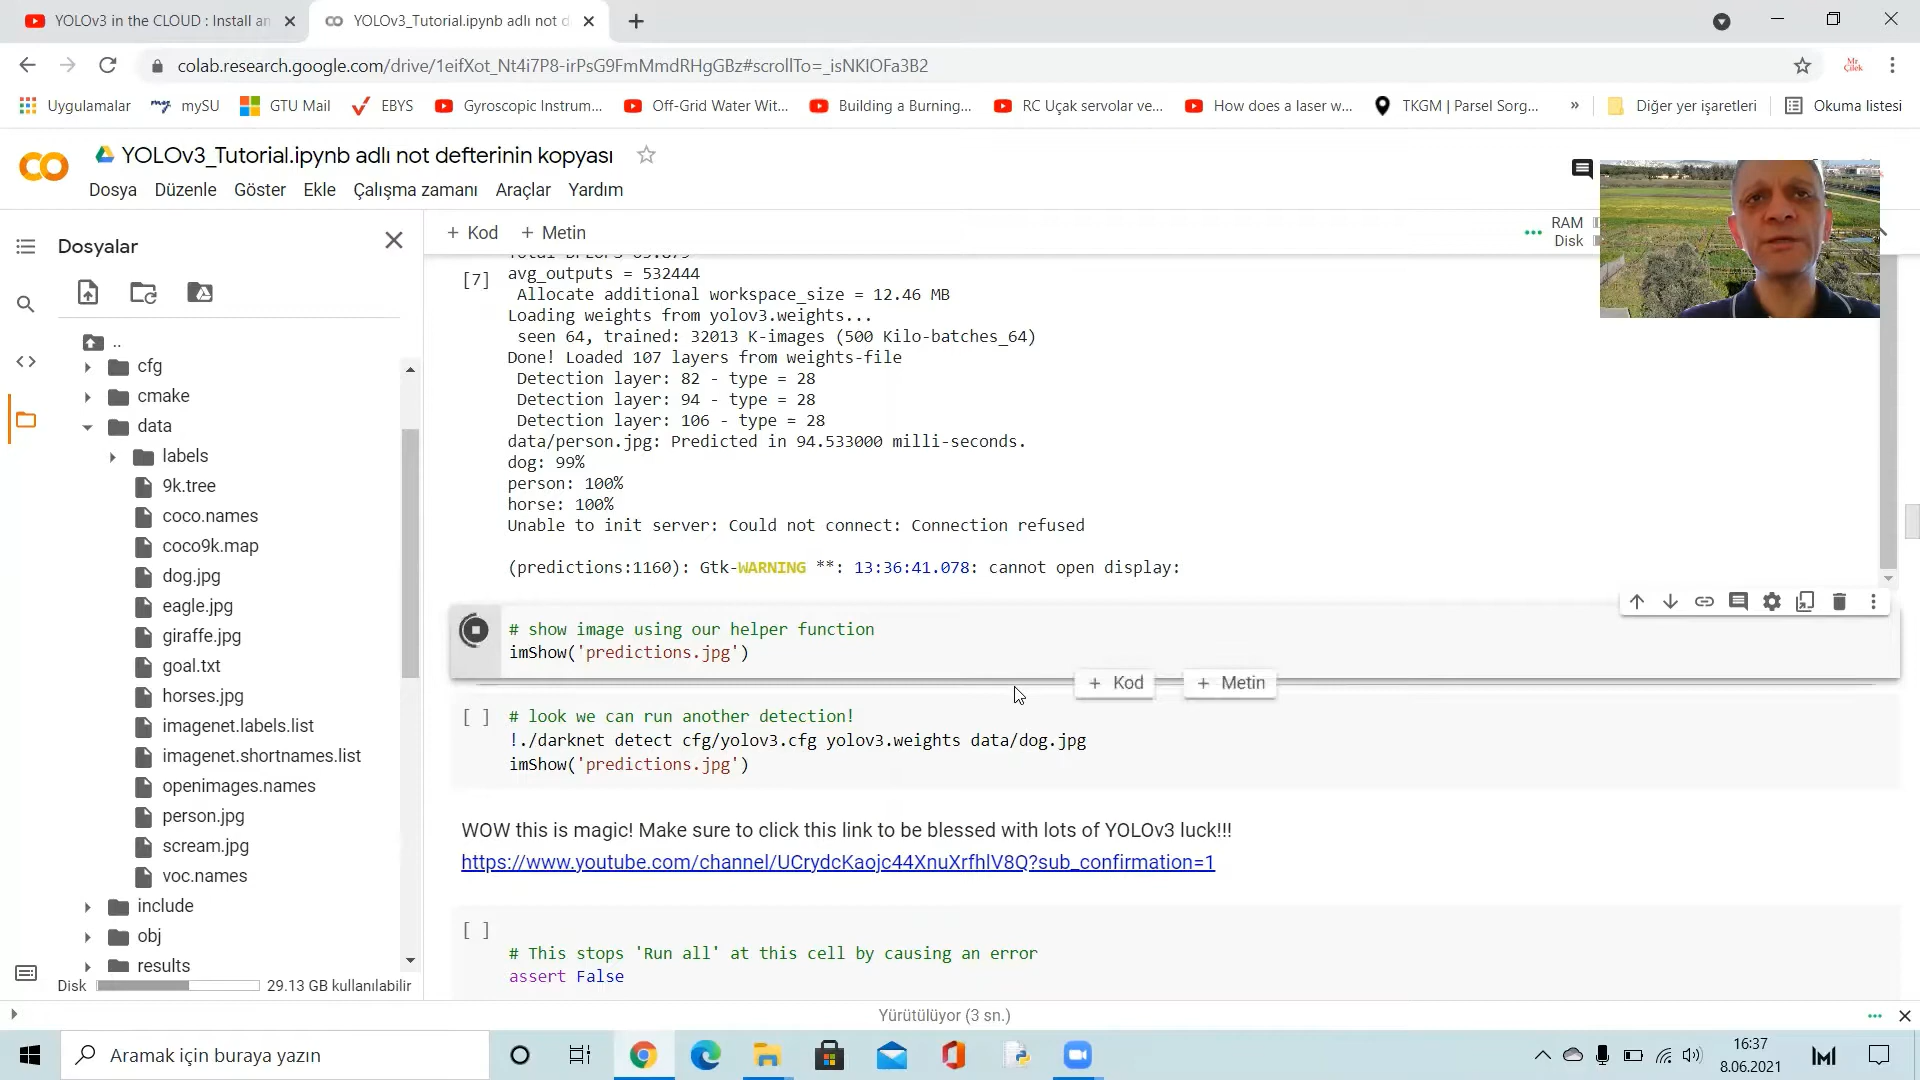 YOLOv3 in the CLOUD : Install an
YOLOv3_Tutorial.ipynb adlı not d
colab.research.google.com/drive/1eifXot_Nt4i7P8-irPsG9FmMmdRHgGBz#scrollTo=_isNKIOFa3B2
Uygulamalar
mySU
GTU Mail
EBYS
Gyroscopic Instrum...
Off-Grid Water Wit...
Building a Burning...
RC Uçak servolar ve...
How does a laser w...
TKGM | Parsel Sorg...
»
Diğer yer işaretleri
Okuma listesi
YOLOv3_Tutorial.ipynb adlı not defterinin kopyası
Dosya Düzenle Göster Ekle Çalışma zamanı Araçlar Yardım
Dosyalar
+ Kod + Metin
RAM
Disk
..
cfg
cmake
data
labels
9k.tree
coco.names
coco9k.map
dog.jpg
eagle.jpg
giraffe.jpg
goal.txt
horses.jpg
imagenet.labels.list
imagenet.shortnames.list
openimages.names
person.jpg
scream.jpg
voc.names
include
obj
results
Disk 29.13 GB kullanılabilir
[7]
avg_outputs = 532444
Allocate additional workspace_size = 12.46 MB
Loading weights from yolov3.weights...
seen 64, trained: 32013 K-images (500 Kilo-batches_64)
Done! Loaded 107 layers from weights-file
Detection layer: 82 - type = 28
Detection layer: 94 - type = 28
Detection layer: 106 - type = 28
data/person.jpg: Predicted in 94.533000 milli-seconds.
dog: 99%
person: 100%
horse: 100%
Unable to init server: Could not connect: Connection refused
(predictions:1160): Gtk-WARNING **: 13:36:41.078: cannot open display:
# show image using our helper function
imShow('predictions.jpg')
+ Kod + Metin
[ ] # look we can run another detection!
!./darknet detect cfg/yolov3.cfg yolov3.weights data/dog.jpg
imShow('predictions.jpg')
WOW this is magic! Make sure to click this link to be blessed with lots of YOLOv3 luck!!!
https://www.youtube.com/channel/UCrydcKaojc44XnuXrfhlV8Q?sub_confirmation=1
[ ]
# This stops 'Run all' at this cell by causing an error
assert False
Yürütülüyor (3 sn.)
Aramak için buraya yazın
16:37
8.06.2021